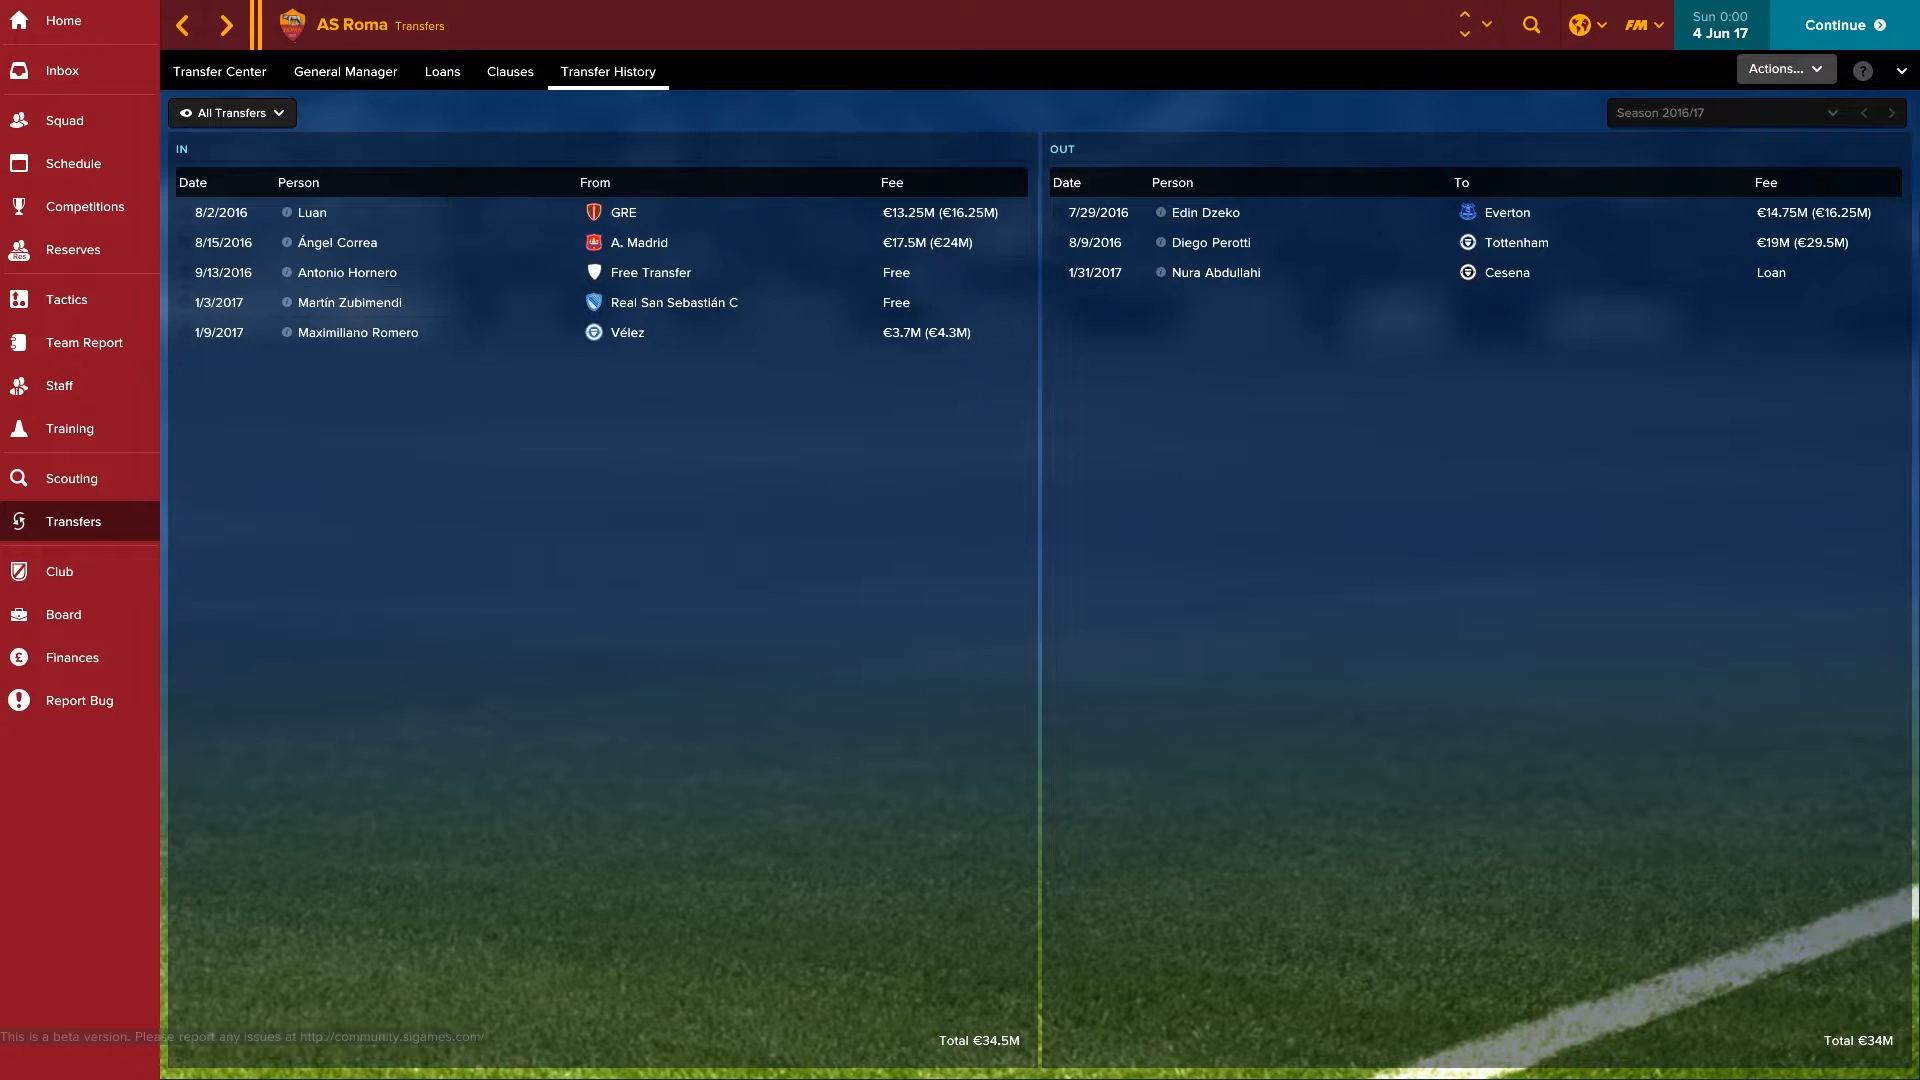 Home
Inbox
Squad
Schedule
Competitions
Reserves
Tactics
Team Report
Staff
Training
Scouting
Transfers
Club
Board
Finances
Report Bug
AS Roma Transfers
FM
Sun 0:00
4 Jun 17
Continue
Transfer Center General Manager Loans Clauses Transfer History
Actions... ?
All Transfers
Season 2016/17
IN
Date Person From Fee
8/2/2016 Luan GRE €13.25M (€16.25M)
8/15/2016 Ángel Correa A. Madrid €17.5M (€24M)
9/13/2016 Antonio Hornero Free Transfer Free
1/3/2017 Martín Zubimendi Real San Sebastián C Free
1/9/2017 Maximiliano Romero Vélez €3.7M (€4.3M)
Total €34.5M
OUT
Date Person To Fee
7/29/2016 Edin Dzeko Everton €14.75M (€16.25M)
8/9/2016 Diego Perotti Tottenham €19M (€29.5M)
1/31/2017 Nura Abdullahi Cesena Loan
Total €34M
This is a beta version. Please report any issues at http://community.sigames.com/